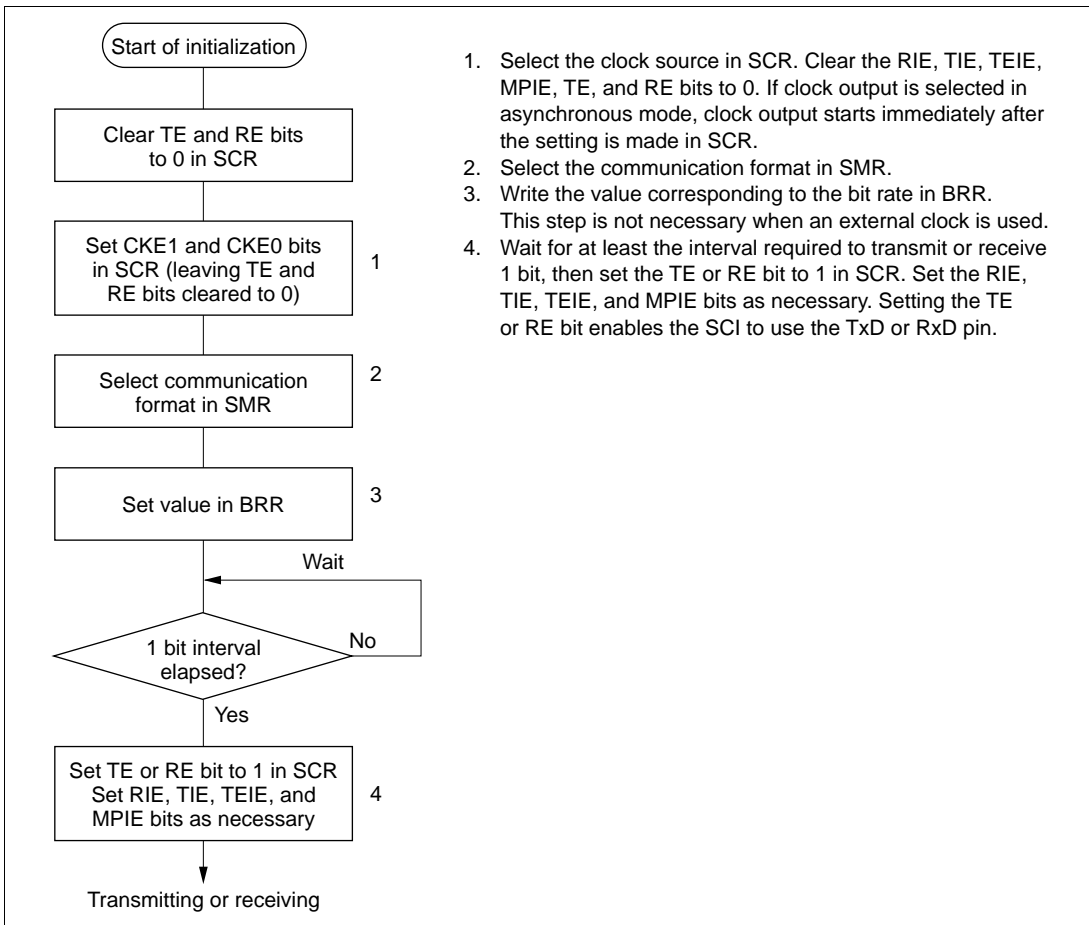 Start of initialization
Clear TE and RE bits
to 0 in SCR
Set CKE1 and CKE0 bits
in SCR (leaving TE and
RE bits cleared to 0)
1
Select communication
format in SMR
2
Set value in BRR
3
Wait
1 bit interval
elapsed?
No
Yes
Set TE or RE bit to 1 in SCR
Set RIE, TIE, TEIE, and
MPIE bits as necessary
4
Transmitting or receiving
1. Select the clock source in SCR. Clear the RIE, TIE, TEIE,
MPIE, TE, and RE bits to 0. If clock output is selected in
asynchronous mode, clock output starts immediately after
the setting is made in SCR.
2. Select the communication format in SMR.
3. Write the value corresponding to the bit rate in BRR.
This step is not necessary when an external clock is used.
4. Wait for at least the interval required to transmit or receive
1 bit, then set the TE or RE bit to 1 in SCR. Set the RIE,
TIE, TEIE, and MPIE bits as necessary. Setting the TE
or RE bit enables the SCI to use the TxD or RxD pin.